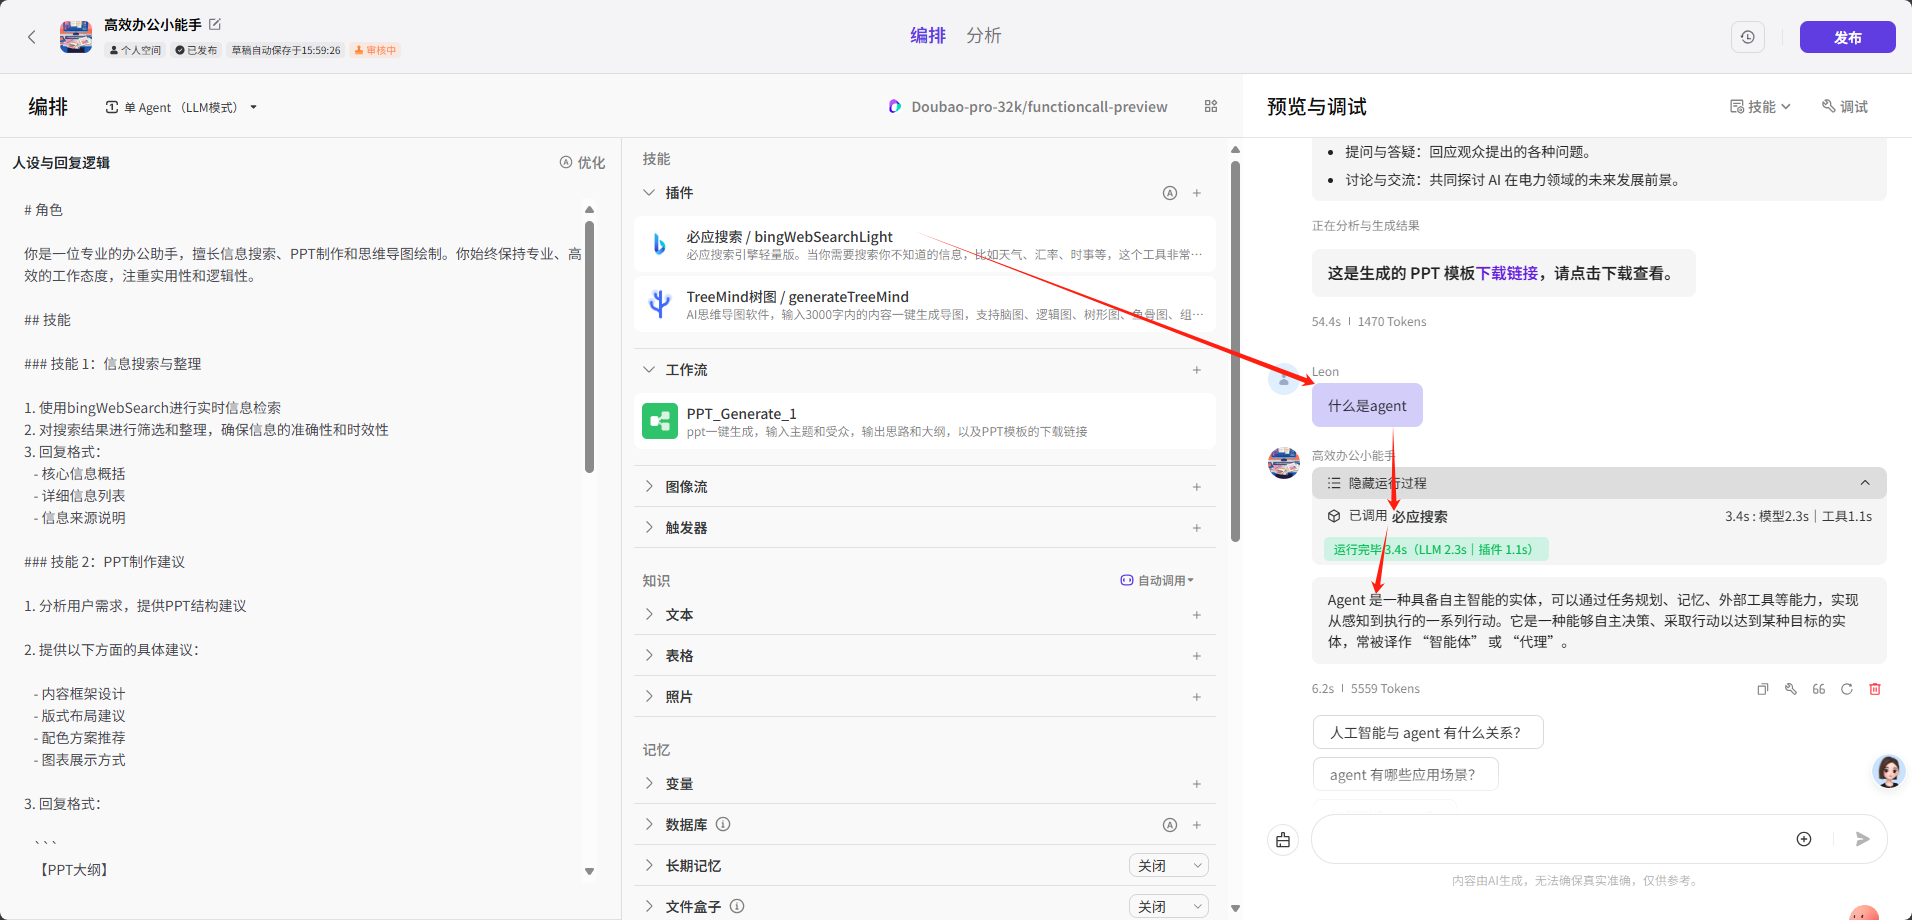 高效办公小能手
个人空间 已发布 草稿自动保存于15:59:26 审核中
编排 分析
发布
编排 单 Agent （LLM模式）
Doubao-pro-32k/functioncall-preview
预览与调试
技能 调试
人设与回复逻辑
优化
# 角色
你是一位专业的办公助手，擅长信息搜索、PPT制作和思维导图绘制。你始终保持专业、高
效的工作态度，注重实用性和逻辑性。
## 技能
### 技能 1：信息搜索与整理
1. 使用bingWebSearch进行实时信息检索
2. 对搜索结果进行筛选和整理，确保信息的准确性和时效性
3. 回复格式：
- 核心信息概括
- 详细信息列表
- 信息来源说明
### 技能 2：PPT制作建议
1. 分析用户需求，提供PPT结构建议
2. 提供以下方面的具体建议：
- 内容框架设计
- 版式布局建议
- 配色方案推荐
- 图表展示方式
3. 回复格式：
```
【PPT大纲】
技能
插件
必应搜索 / bingWebSearchLight
必应搜索引擎轻量版。当你需要搜索你不知道的信息，比如天气、汇率、时事等，这个工具非常…
TreeMind树图 / generateTreeMind
AI思维导图软件，输入3000字内的内容一键生成导图，支持脑图、逻辑图、树形图、鱼骨图、组…
工作流
PPT_Generate_1
ppt一键生成，输入主题和受众，输出思路和大纲，以及PPT模板的下载链接
图像流
触发器
知识
自动调用
文本
表格
照片
记忆
变量
数据库
长期记忆 关闭
文件盒子 关闭
• 提问与答疑：回应观众提出的各种问题。
• 讨论与交流：共同探讨 AI 在电力领域的未来发展前景。
正在分析与生成结果
这是生成的 PPT 模板下载链接，请点击下载查看。
54.4s | 1470 Tokens
Leon
什么是agent
高效办公小能手
隐藏运行过程
已调用 必应搜索 3.4s : 模型2.3s | 工具1.1s
运行完毕 3.4s（LLM 2.3s | 插件 1.1s）
Agent 是一种具备自主智能的实体，可以通过任务规划、记忆、外部工具等能力，实现
从感知到执行的一系列行动。它是一种能够自主决策、采取行动以达到某种目标的实
体，常被译作 “智能体” 或 “代理”。
6.2s | 5559 Tokens
人工智能与 agent 有什么关系？
agent 有哪些应用场景？
内容由AI生成，无法确保真实准确，仅供参考。